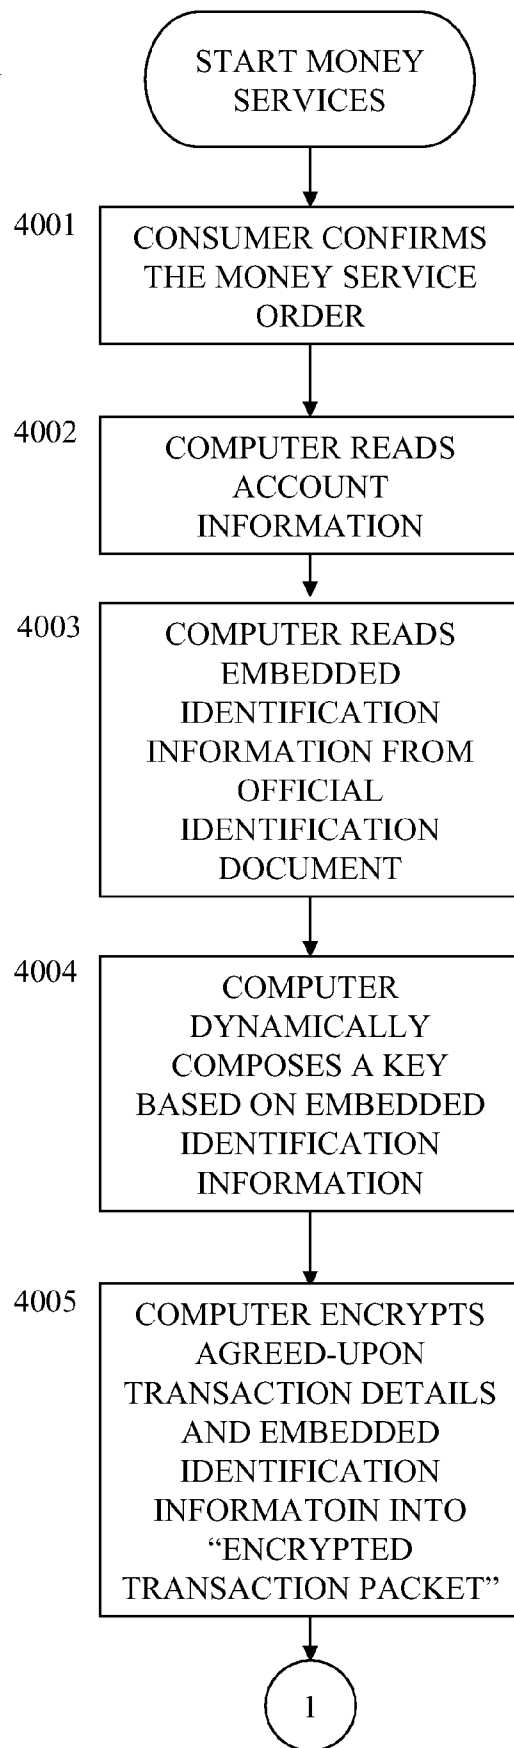 START MONEY
SERVICES
4001
CONSUMER CONFIRMS
THE MONEY SERVICE
ORDER
4002
COMPUTER READS
ACCOUNT
INFORMATION
4003
COMPUTER READS
EMBEDDED
IDENTIFICATION
INFORMATION FROM
OFFICIAL
IDENTIFICATION
DOCUMENT
4004
COMPUTER
DYNAMICALLY
COMPOSES A KEY
BASED ON EMBEDDED
IDENTIFICATION
INFORMATION
4005
COMPUTER ENCRYPTS
AGREED-UPON
TRANSACTION DETAILS
AND EMBEDDED
IDENTIFICATION
INFORMATOIN INTO
“ENCRYPTED
TRANSACTION PACKET”
1